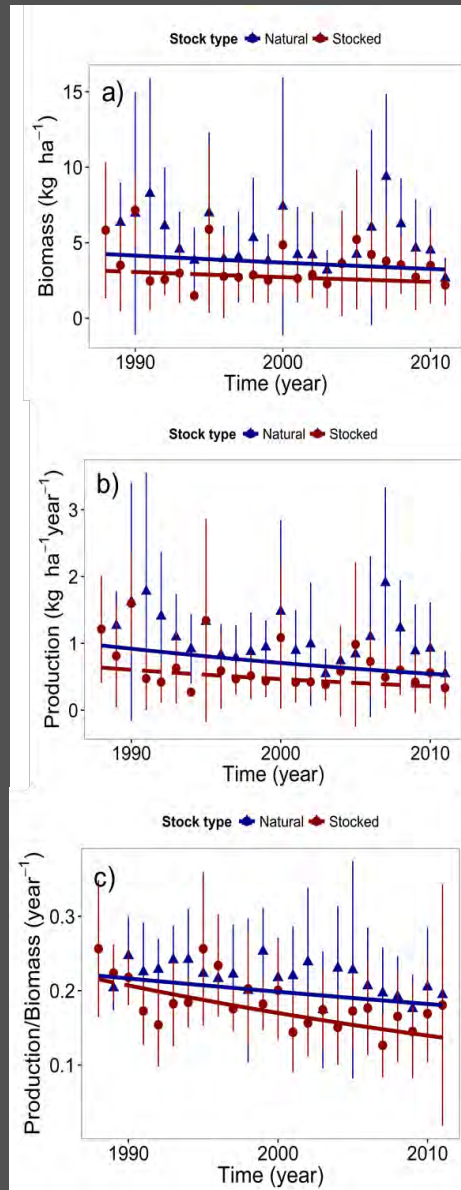 Stock type Natural Stocked
a)
Biomass (kg ha⁻¹)
15
10
5
0
1990 2000 2010
Time (year)
Stock type Natural Stocked
b)
Production (kg ha⁻¹year⁻¹)
3
2
1
0
1990 2000 2010
Time (year)
Stock type Natural Stocked
c)
Production/Biomass (year⁻¹)
0.3
0.2
0.1
1990 2000 2010
Time (year)